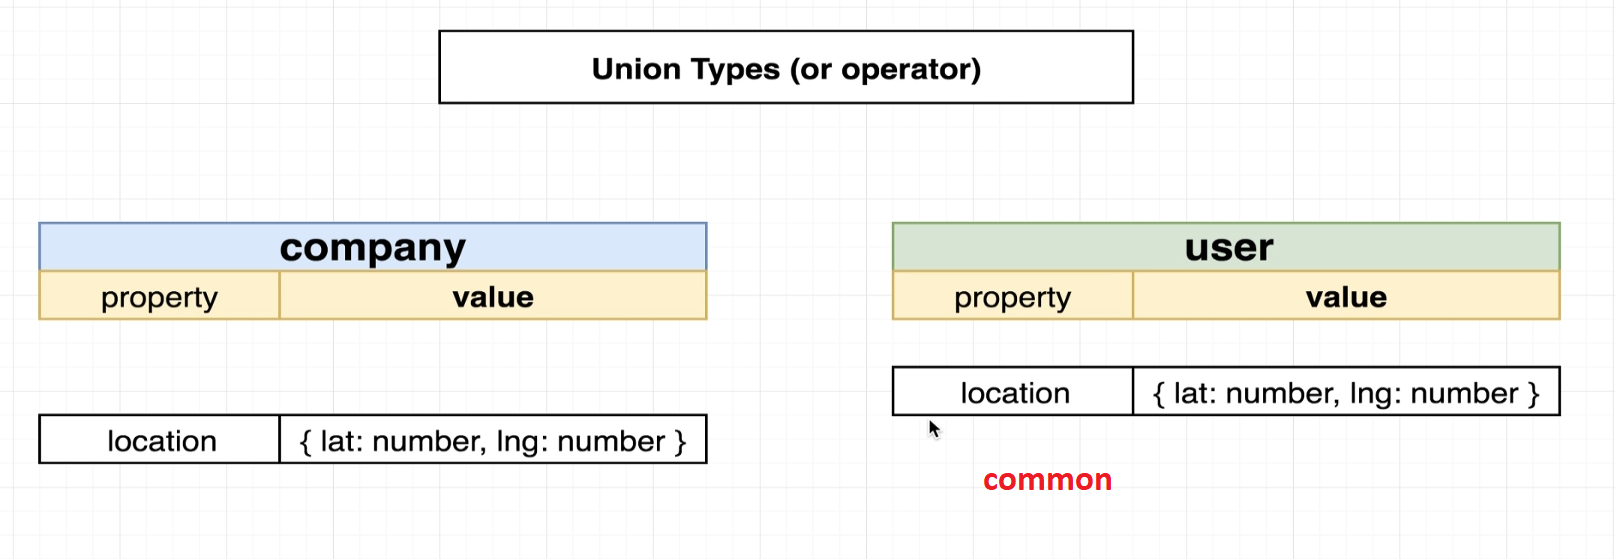 Union Types (or operator)
company
property value
location { lat: number, lng: number }
user
property value
location { lat: number, lng: number }
common